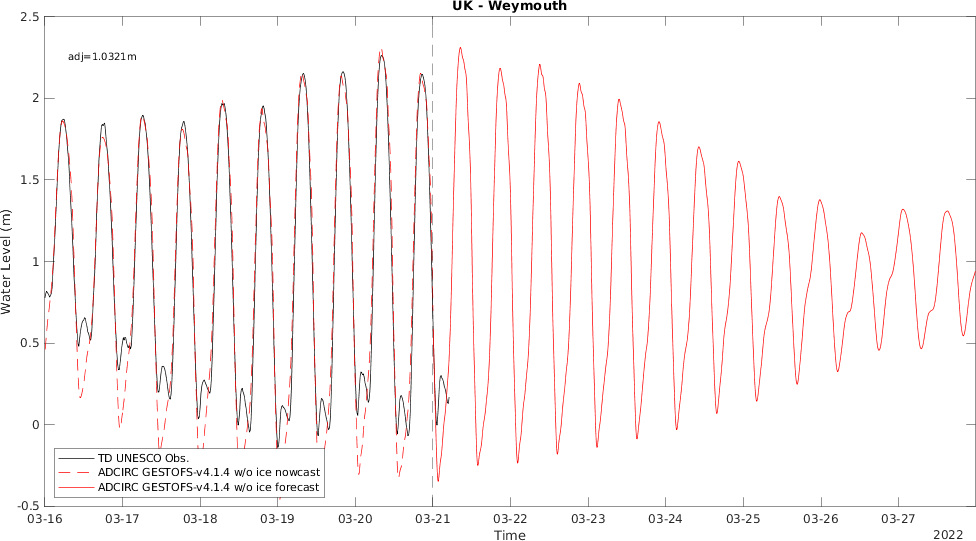 UK - Weymouth
adj=1.0321m
2.5
2
1.5
1
0.5
0
-0.5
Water Level (m)
TD UNESCO Obs.
ADCIRC GESTOFS-v4.1.4 w/o ice nowcast
ADCIRC GESTOFS-v4.1.4 w/o ice forecast
03-16 03-17 03-18 03-19 03-20 03-21 03-22 03-23 03-24 03-25 03-26 03-27
Time
2022